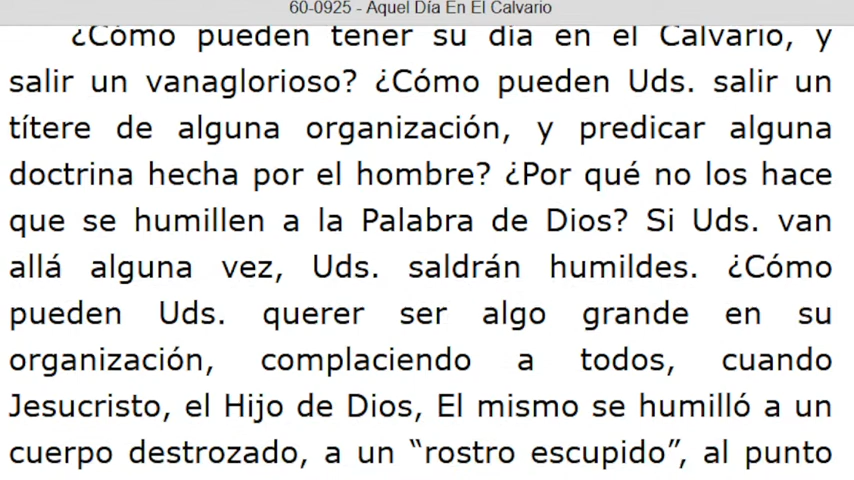 60-0925 - Aquel Día En El Calvario
¿Cómo pueden tener su día en el Calvario, y
salir un vanaglorioso? ¿Cómo pueden Uds. salir un
títere de alguna organización, y predicar alguna
doctrina hecha por el hombre? ¿Por qué no los hace
que se humillen a la Palabra de Dios? Si Uds. van
allá alguna vez, Uds. saldrán humildes. ¿Cómo
pueden Uds. querer ser algo grande en su
organización, complaciendo a todos, cuando
Jesucristo, el Hijo de Dios, El mismo se humilló a un
cuerpo destrozado, a un “rostro escupido”, al punto